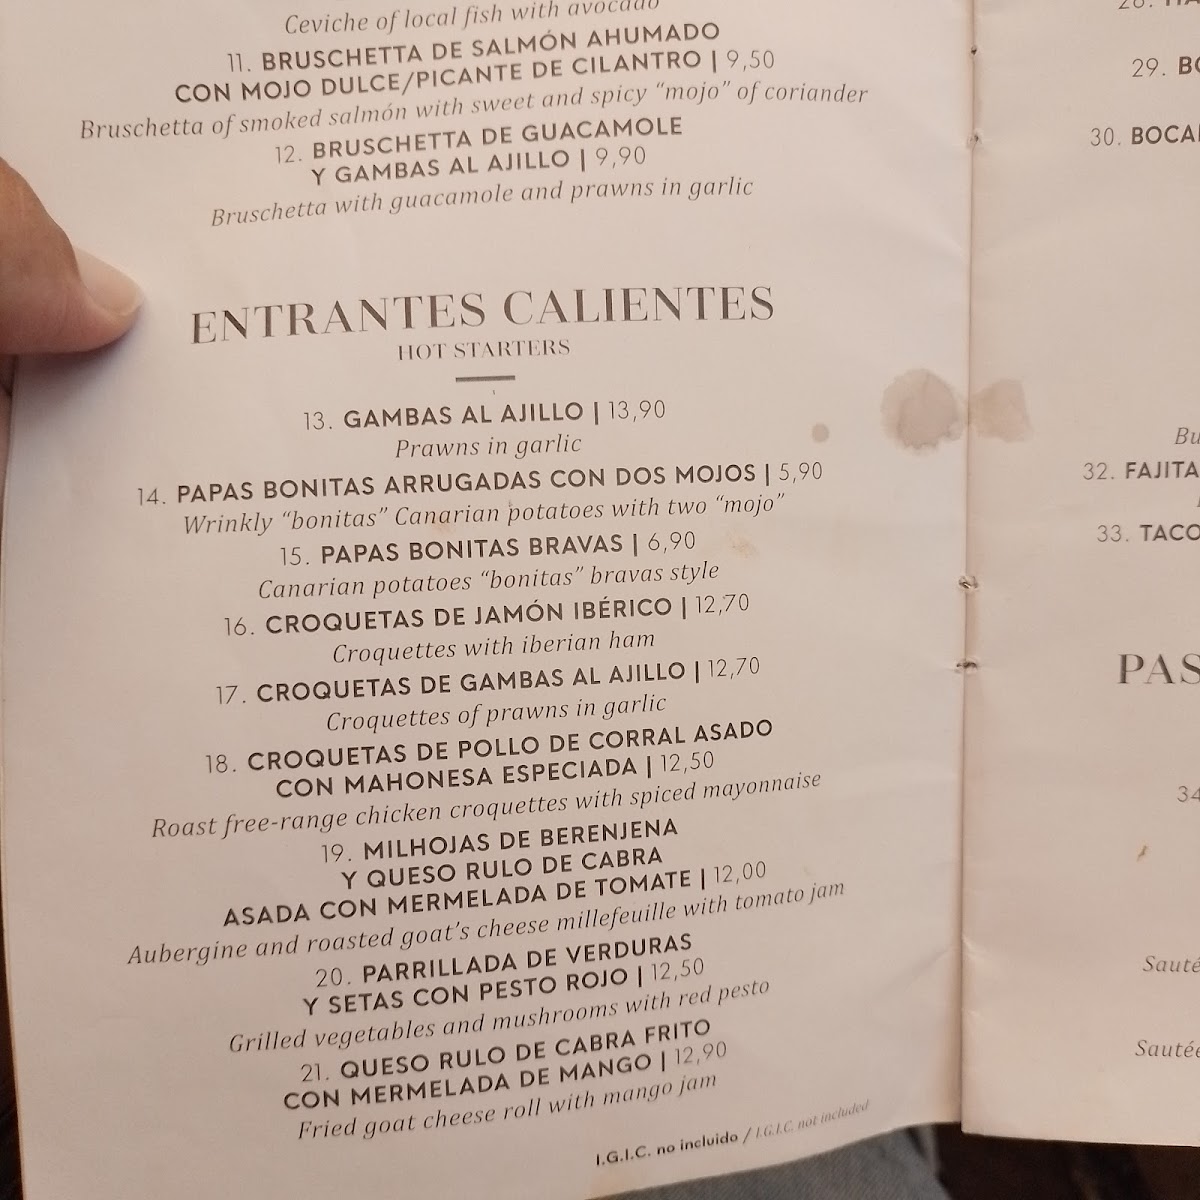 Ceviche of local fish with avocado
11. BRUSCHETTA DE SALMÓN AHUMADO
CON MOJO DULCE/PICANTE DE CILANTRO | 9,50
Bruschetta of smoked salmón with sweet and spicy “mojo” of coriander
12. BRUSCHETTA DE GUACAMOLE
Y GAMBAS AL AJILLO | 9,90
Bruschetta with guacamole and prawns in garlic
ENTRANTES CALIENTES
HOT STARTERS
13. GAMBAS AL AJILLO | 13,90
Prawns in garlic
14. PAPAS BONITAS ARRUGADAS CON DOS MOJOS | 5,90
Wrinkly “bonitas” Canarian potatoes with two “mojo”
15. PAPAS BONITAS BRAVAS | 6,90
Canarian potatoes “bonitas” bravas style
16. CROQUETAS DE JAMÓN IBÉRICO | 12,70
Croquettes with iberian ham
17. CROQUETAS DE GAMBAS AL AJILLO | 12,70
Croquettes of prawns in garlic
18. CROQUETAS DE POLLO DE CORRAL ASADO
CON MAHONESA ESPECIADA | 12,50
Roast free-range chicken croquettes with spiced mayonnaise
19. MILHOJAS DE BERENJENA
Y QUESO RULO DE CABRA
ASADA CON MERMELADA DE TOMATE | 12,00
Aubergine and roasted goat's cheese millefeuille with tomato jam
20. PARRILLADA DE VERDURAS
Y SETAS CON PESTO ROJO | 12,50
Grilled vegetables and mushrooms with red pesto
21. QUESO RULO DE CABRA FRITO
CON MERMELADA DE MANGO | 12,90
Fried goat cheese roll with mango jam
I.G.I.C. no incluido / I.G.I.C. not included
29. BO
30. BOCA
Bu
32. FAJITA
33. TACO
PAS
34
Sauté
Sautée